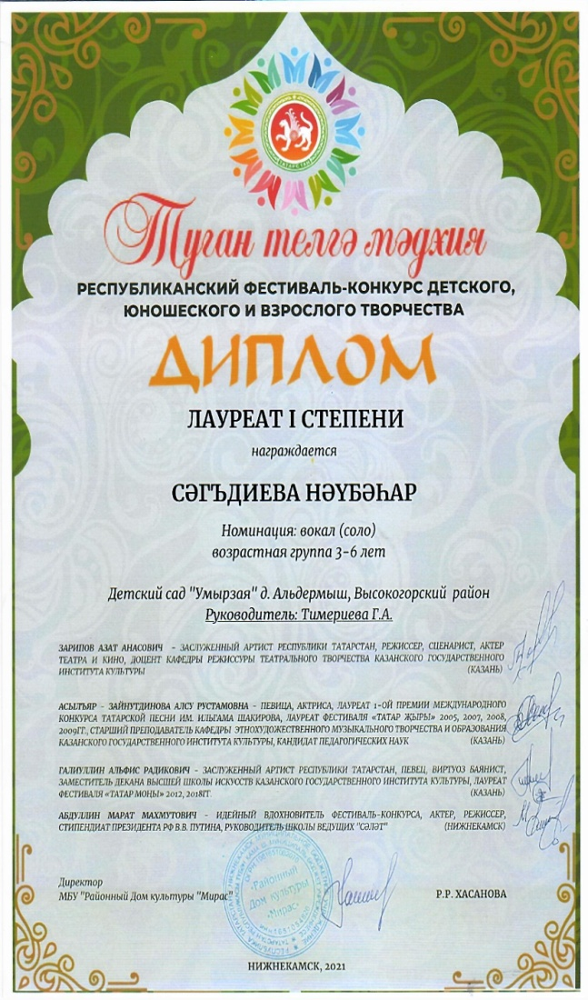 ТАТАРСТАН
Туган телгә мәдхия
РЕСПУБЛИКАНСКИЙ ФЕСТИВАЛЬ-КОНКУРС ДЕТСКОГО,
ЮНОШЕСКОГО И ВЗРОСЛОГО ТВОРЧЕСТВА
ДИПЛОМ
ЛАУРЕАТ I СТЕПЕНИ
награждается
СӘГЪДИЕВА НӘҮБӘҺАР
Номинация: вокал (соло)
возрастная группа 3-6 лет
Детский сад "Умырзая" д. Альдермыш, Высокогорский район
Руководитель: Тимериева Г.А.
ЗАРИПОВ АЗАТ АНАСОВИЧ - ЗАСЛУЖЕННЫЙ АРТИСТ РЕСПУБЛИКИ ТАТАРСТАН, РЕЖИССЕР, СЦЕНАРИСТ, АКТЕР
ТЕАТРА И КИНО, ДОЦЕНТ КАФЕДРЫ РЕЖИССУРЫ ТЕАТРАЛЬНОГО ТВОРЧЕСТВА КАЗАНСКОГО ГОСУДАРСТВЕННОГО
ИНСТИТУТА КУЛЬТУРЫ (КАЗАНЬ)
АСЫЛЪЯР - ЗАЙНУТДИНОВА АЛСУ РУСТАМОВНА - ПЕВИЦА, АКТРИСА, ЛАУРЕАТ 1-ОЙ ПРЕМИИ МЕЖДУНАРОДНОГО
КОНКУРСА ТАТАРСКОЙ ПЕСНИ ИМ. ИЛЬГАМА ШАКИРОВА, ЛАУРЕАТ ФЕСТИВАЛЯ «ТАТАР ҖЫРЫ» 2005, 2007, 2008,
2009ГГ., СТАРШИЙ ПРЕПОДАВАТЕЛЬ КАФЕДРЫ ЭТНОХУДОЖЕСТВЕННОГО МУЗЫКАЛЬНОГО ТВОРЧЕСТВА И ОБРАЗОВАНИЯ
КАЗАНСКОГО ГОСУДАРСТВЕННОГО ИНСТИТУТА КУЛЬТУРЫ, КАНДИДАТ ПЕДАГОГИЧЕСКИХ НАУК (КАЗАНЬ)
ГАЛИУЛЛИН АЛЬФИС РАДИКОВИЧ - ЗАСЛУЖЕННЫЙ АРТИСТ РЕСПУБЛИКИ ТАТАРСТАН, ПЕВЕЦ, ВИРТУОЗ БАЯНИСТ,
ЗАМЕСТИТЕЛЬ ДЕКАНА ВЫСШЕЙ ШКОЛЫ ИСКУССТВ КАЗАНСКОГО ГОСУДАРСТВЕННОГО ИНСТИТУТА КУЛЬТУРЫ, ЛАУРЕАТ
ФЕСТИВАЛЯ «ТАТАР МОҢЫ» 2012, 2018ГГ. (КАЗАНЬ)
АБДУЛЛИН МАРАТ МАХМУТОВИЧ - ИДЕЙНЫЙ ВДОХНОВИТЕЛЬ ФЕСТИВАЛЬ-КОНКУРСА, АКТЕР, РЕЖИССЕР,
СТИПЕНДИАТ ПРЕЗИДЕНТА РФ В.В. ПУТИНА, РУКОВОДИТЕЛЬ ШКОЛЫ ВЕДУЩИХ "СӘЛӘТ" (НИЖНЕКАМСК)
Директор
МБУ "Районный Дом культуры "Мирас" Р.Р. ХАСАНОВА
«Районный
Дом культуры
«Мирас»
НИЖНЕКАМСК, 2021